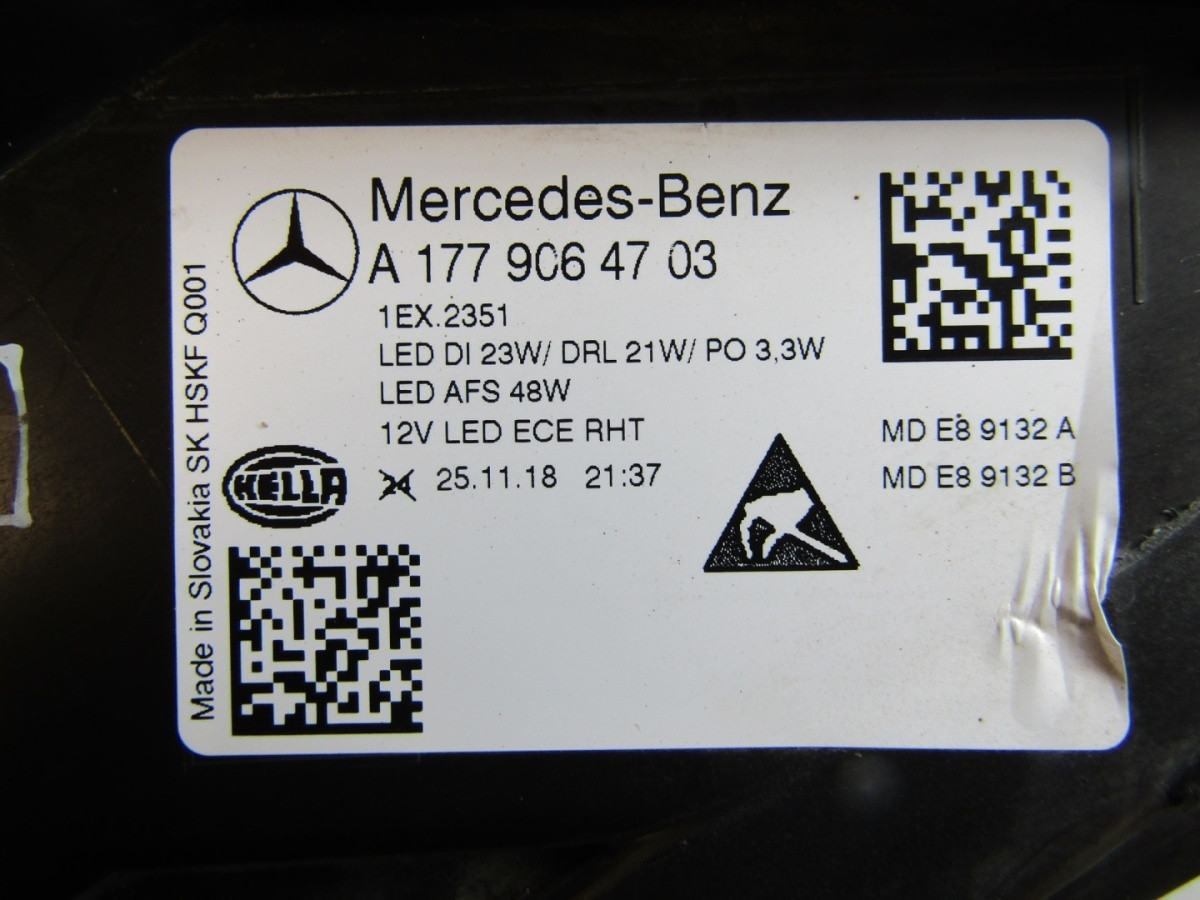 Mercedes-Benz
A 177 906 47 03
1EX.2351
LED DI 23W/ DRL 21W/ PO 3,3W
LED AFS 48W
12V LED ECE RHT
HELLA
24 25.11.18 21:37
MD E8 9132 A
MD E8 9132 B
Made in Slovakia SK HSKF Q001